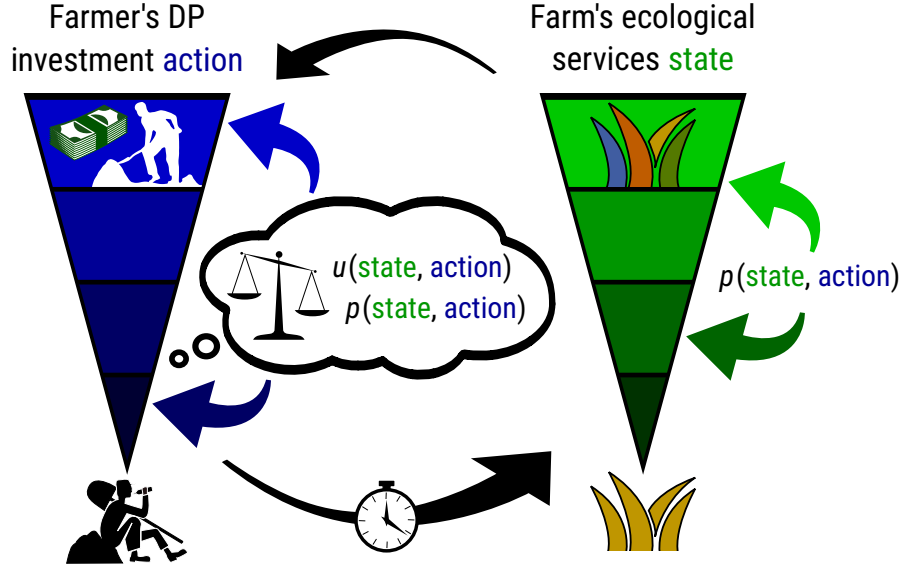 Farmer's DP
investment action
Farm's ecological
services state
u(state, action)
p(state, action)
p(state, action)